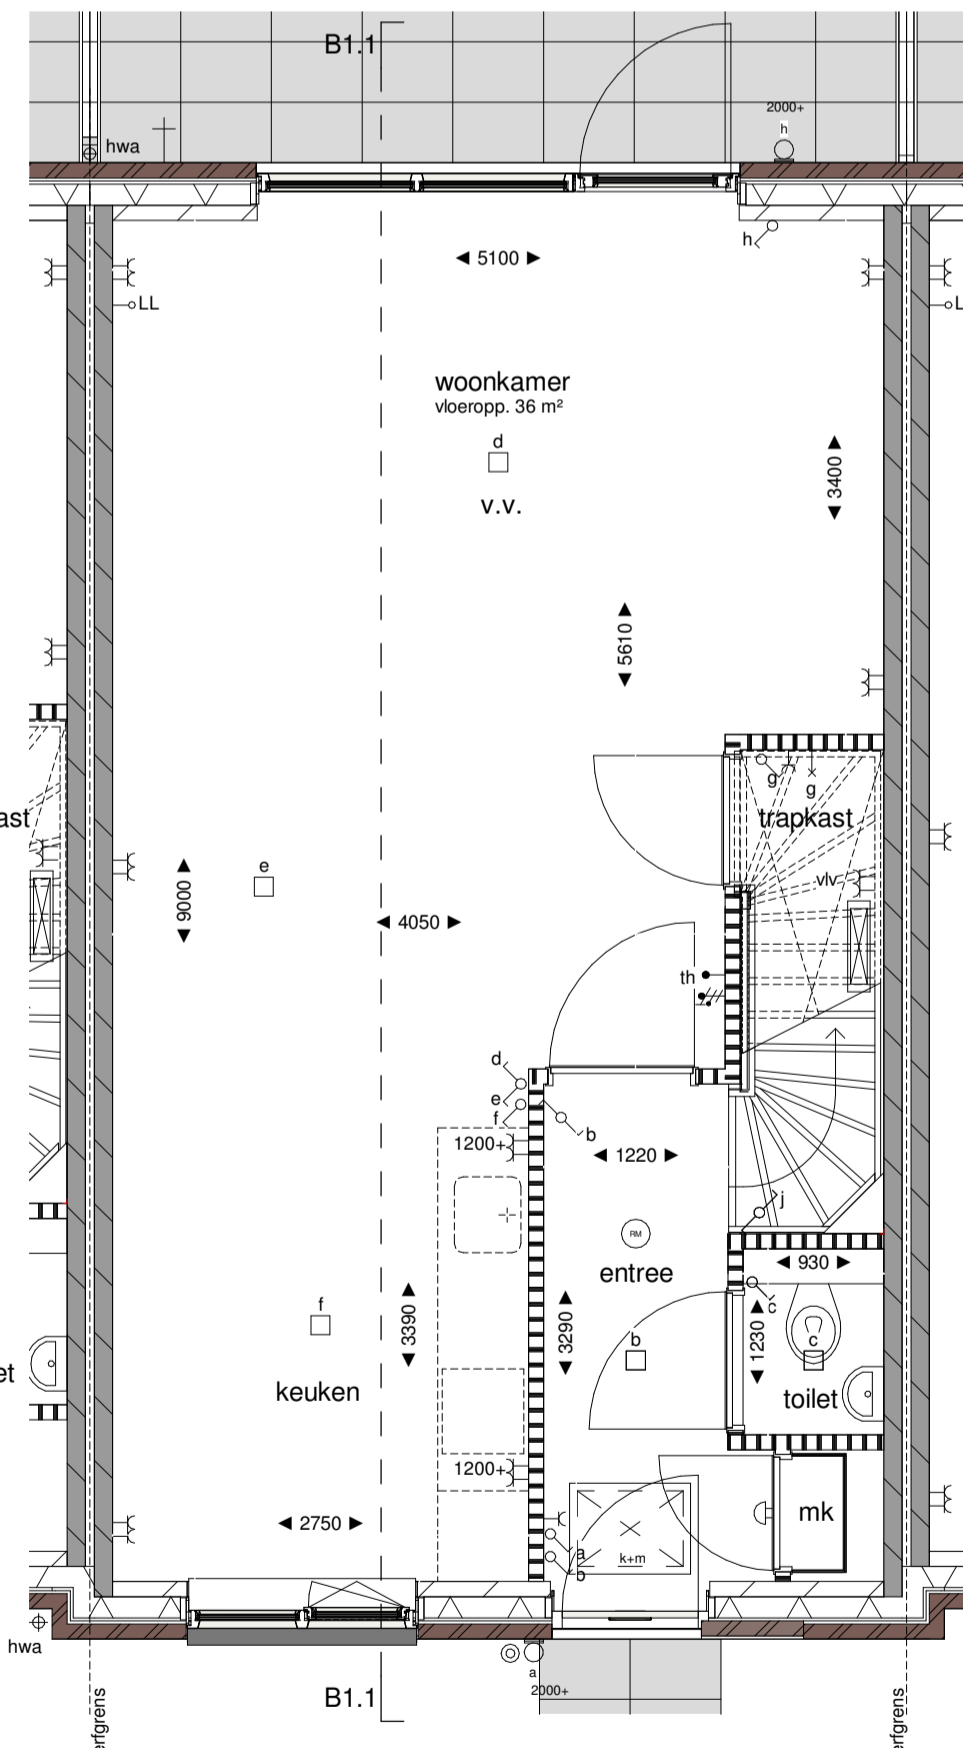 B1.1
2000+
h
hwa
h
5100
LL
L
woonkamer
vloeropp. 36 m²
d
v.v.
3400
5610
g
g
ast
trapkast
e
vlv
9000
4050
th
d
e
f
b
1200+
1220
j
RM
entree
930
c
f
3390
3290
b
1230
c
et
keuken
toilet
1200+
mk
2750
a
k+m
b
hwa
a
2000+
B1.1
erfgrens
erfgrens